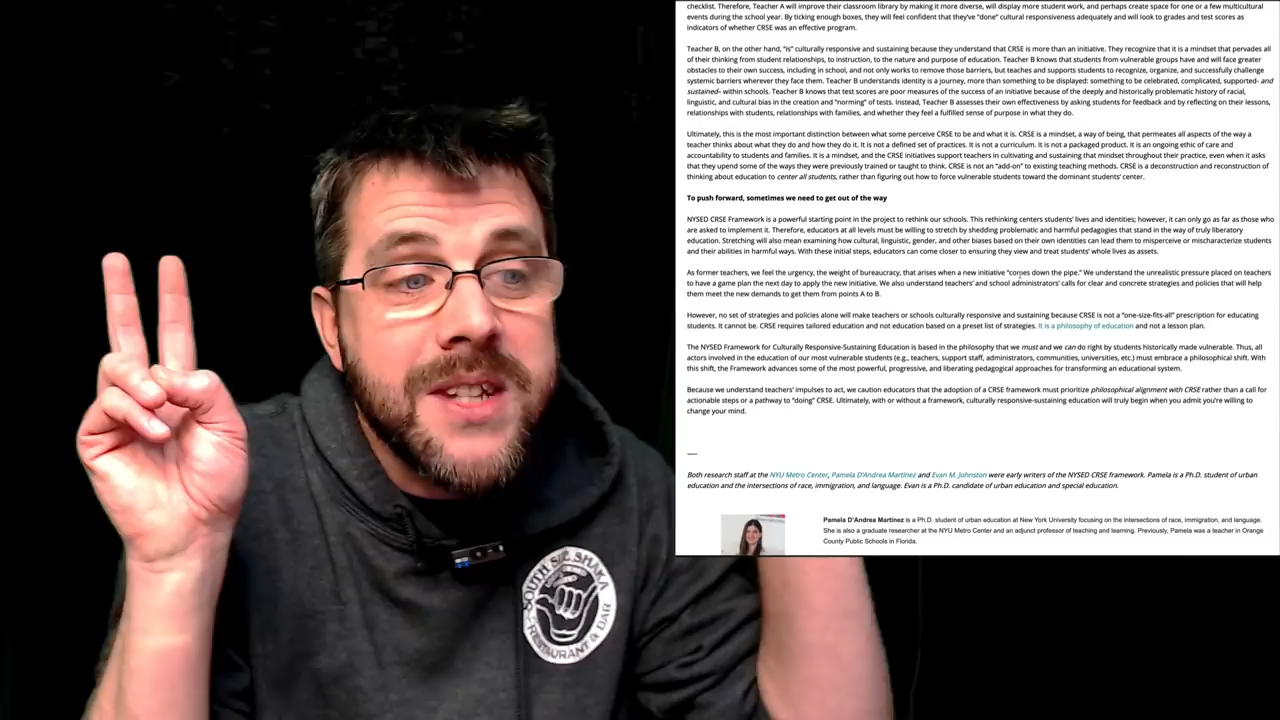 checklist. Therefore, Teacher A will improve their classroom library by making it more diverse, will display more student work, and perhaps create space for one or a few multicultural
events during the school year. By ticking enough boxes, they will feel confident that they've "done" cultural responsiveness adequately and will look to grades and test scores as
indicators of whether CRSE was an effective program.
Teacher B, on the other hand, "is" culturally responsive and sustaining because they understand that CRSE is more than an initiative. They recognize that it is a mindset that pervades all
of their thinking from student relationships, to instruction, to the nature and purpose of education. Teacher B knows that students from vulnerable groups have and will face greater
obstacles to their own success, including in school, and not only works to remove those barriers, but teaches and supports students to recognize, organize, and successfully challenge
systemic barriers wherever they face them. Teacher B understands identity is a journey, more than something to be displayed: something to be celebrated, complicated, supported- and
sustained- within schools. Teacher B knows that test scores are poor measures of the success of an initiative because of the deeply and historically problematic history of racial,
linguistic, and cultural bias in the creation and "norming" of tests. Instead, Teacher B assesses their own effectiveness by asking students for feedback and by reflecting on their lessons,
relationships with students, relationships with families, and whether they feel a fulfilled sense of purpose in what they do.
Ultimately, this is the most important distinction between what some perceive CRSE to be and what it is. CRSE is a mindset, a way of being, that permeates all aspects of the way a
teacher thinks about what they do and how they do it. It is not a defined set of practices. It is not a curriculum. It is not a packaged product. It is an ongoing ethic of care and
accountability to students and families. It is a mindset, and the CRSE initiatives support teachers in cultivating and sustaining that mindset throughout their practice, even when it asks
that they upend some of the ways they were previously trained or taught to think. CRSE is not an "add-on" to existing teaching methods. CRSE is a deconstruction and reconstruction of
thinking about education to center all students, rather than figuring out how to force vulnerable students toward the dominant students' center.
To push forward, sometimes we need to get out of the way
NYSED CRSE Framework is a powerful starting point in the project to rethink our schools. This rethinking centers students' lives and identities; however, it can only go as far as those who
are asked to implement it. Therefore, educators at all levels must be willing to stretch by shedding problematic and harmful pedagogies that stand in the way of truly liberatory
education. Stretching will also mean examining how cultural, linguistic, gender, and other biases based on their own identities can lead them to misperceive or mischaracterize students
and their abilities in harmful ways. With these initial steps, educators can come closer to ensuring they view and treat students' whole lives as assets.
As former teachers, we feel the urgency, the weight of bureaucracy, that arises when a new initiative "comes down the pipe." We understand the unrealistic pressure placed on teachers
to have a game plan the next day to apply the new initiative. We also understand teachers' and school administrators' calls for clear and concrete strategies and policies that will help
them meet the new demands to get them from points A to B.
However, no set of strategies and policies alone will make teachers or schools culturally responsive and sustaining because CRSE is not a "one-size-fits-all" prescription for educating
students. It cannot be. CRSE requires tailored education and not education based on a preset list of strategies. It is a philosophy of education and not a lesson plan.
The NYSED Framework for Culturally Responsive-Sustaining Education is based in the philosophy that we must and we can do right by students historically made vulnerable. Thus, all
actors involved in the education of our most vulnerable students (e.g., teachers, support staff, administrators, communities, universities, etc.) must embrace a philosophical shift. With
this shift, the Framework advances some of the most powerful, progressive, and liberating pedagogical approaches for transforming an educational system.
Because we understand teachers' impulses to act, we caution educators that the adoption of a CRSE framework must prioritize philosophical alignment with CRSE rather than a call for
actionable steps or a pathway to "doing" CRSE. Ultimately, with or without a framework, culturally responsive-sustaining education will truly begin when you admit you're willing to
change your mind.
Both research staff at the NYU Metro Center, Pamela D'Andrea Martínez and Evan M. Johnston were early writers of the NYSED CRSE framework. Pamela is a Ph.D. student of urban
education and the intersections of race, immigration, and language. Evan is a Ph.D. candidate of urban education and special education.
Pamela D'Andrea Martínez is a Ph.D. student of urban education at New York University focusing on the intersections of race, immigration, and language.
She is also a graduate researcher at the NYU Metro Center and an adjunct professor of teaching and learning. Previously, Pamela was a teacher in Orange
County Public Schools in Florida.
SOUTH SHAKA
RESTAURANT & BAR